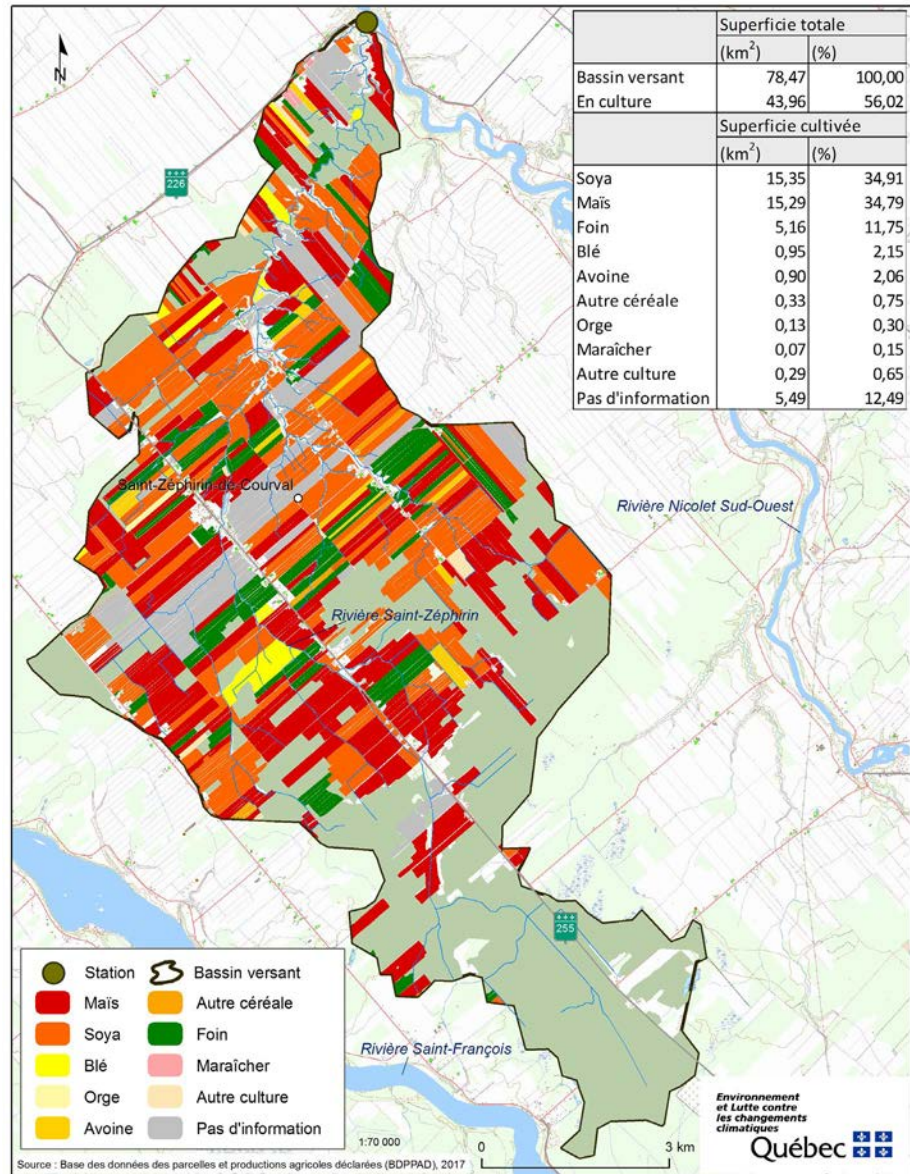 N
226
Superficie totale
(km²) (%)
Bassin versant 78,47 100,00
En culture 43,96 56,02
Superficie cultivée
(km²) (%)
Soya 15,35 34,91
Maïs 15,29 34,79
Foin 5,16 11,75
Blé 0,95 2,15
Avoine 0,90 2,06
Autre céréale 0,33 0,75
Orge 0,13 0,30
Maraîcher 0,07 0,15
Autre culture 0,29 0,65
Pas d'information 5,49 12,49
Saint-Zéphirin de Courval
Rivière Nicolet Sud-Ouest
Rivière Saint-Zéphirin
255
Rivière Saint-François
Station Bassin versant
Maïs Autre céréale
Soya Foin
Blé Maraîcher
Orge Autre culture
Avoine Pas d'information
1:70 000
0 3 km
Source : Base des données des parcelles et productions agricoles déclarées (BDPPAD), 2017
Environnement
et Lutte contre
les changements
climatiques
Québec